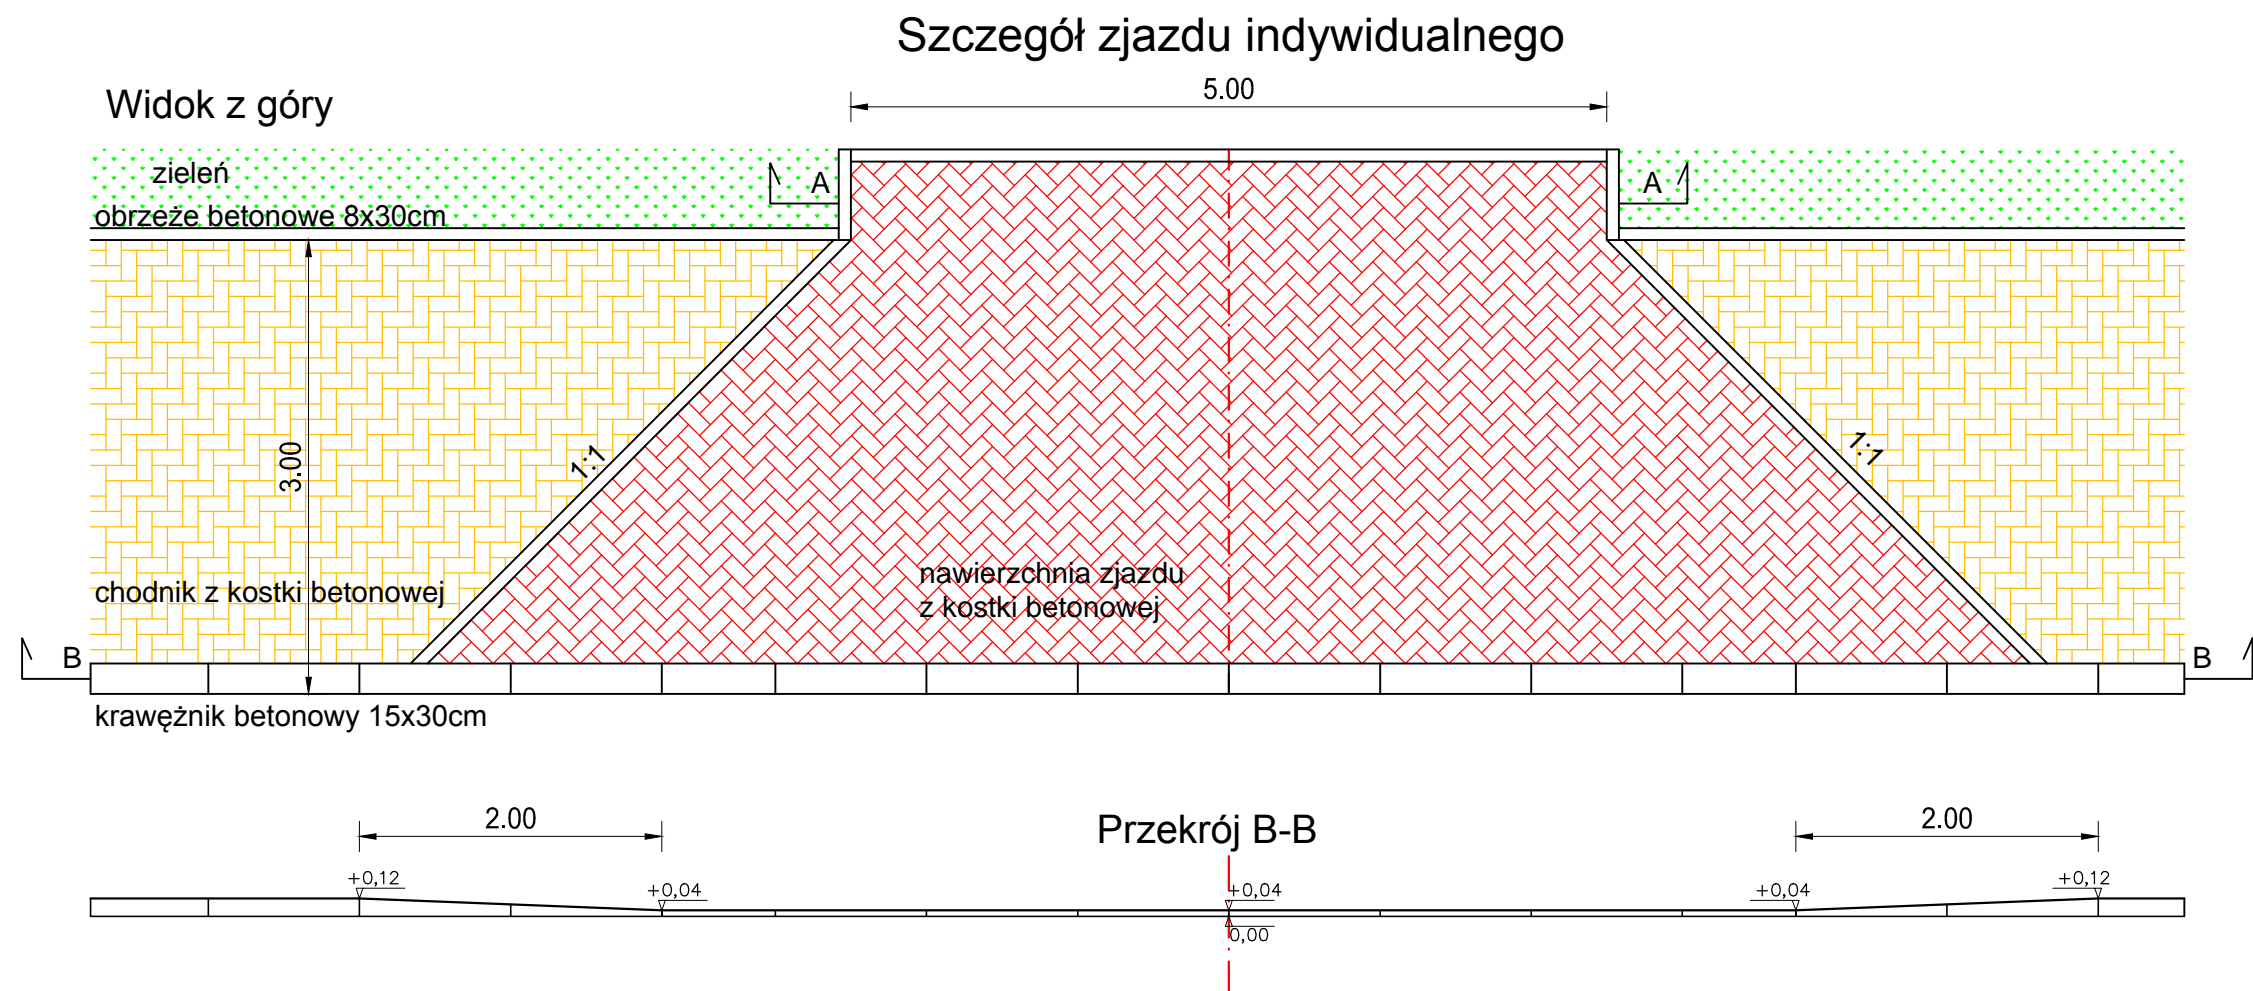 Szczegół zjazdu indywidualnego
5.00
Widok z góry
zieleń
A
A
obrzeże betonowe 8x30cm
3.00
1:1
1:1
nawierzchnia zjazdu
z kostki betonowej
chodnik z kostki betonowej
B
B
krawężnik betonowy 15x30cm
2.00
Przekrój B-B
2.00
+0,12
+0,04
+0,04
+0,04
+0,12
0,00